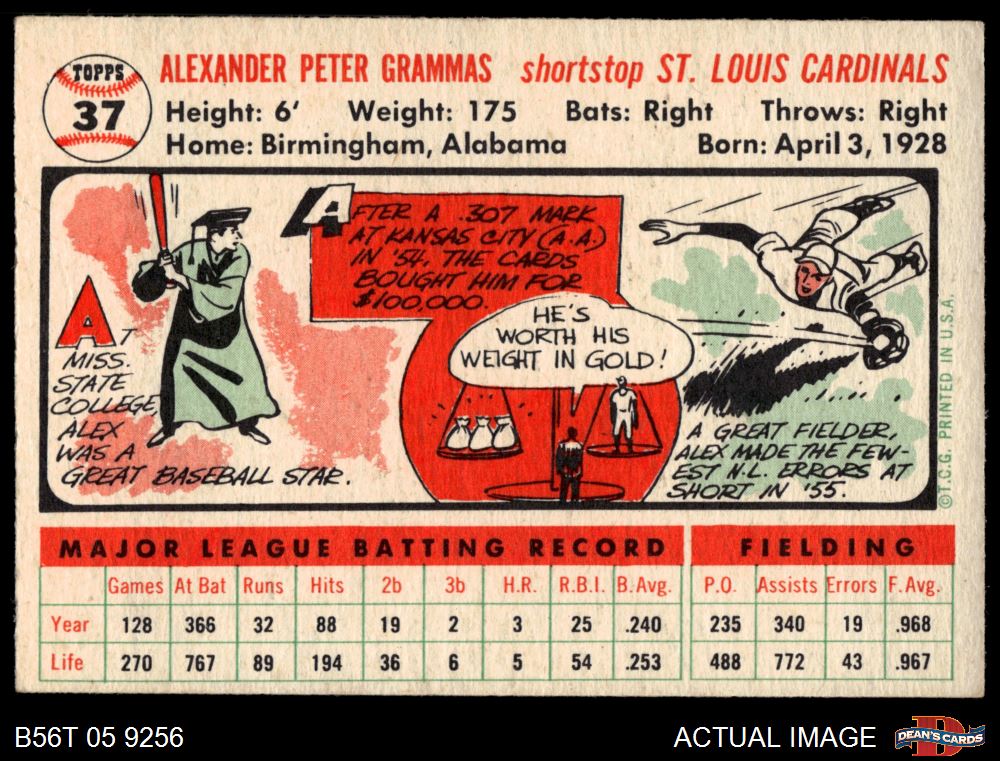 TOPPS
37
ALEXANDER PETER GRAMMAS shortstop ST. LOUIS CARDINALS
Height: 6' Weight: 175 Bats: Right Throws: Right
Home: Birmingham, Alabama Born: April 3, 1928
AT
MISS.
STATE
COLLEGE,
ALEX
WAS A
GREAT BASEBALL STAR.
AFTER A .307 MARK
AT KANSAS CITY (A.A.)
IN '54, THE CARDS
BOUGHT HIM FOR
$100,000.
HE'S
WORTH HIS
WEIGHT IN GOLD!
A GREAT FIELDER,
ALEX MADE THE FEW-
EST N.L. ERRORS AT
SHORT IN '55.
©T.C.G. PRINTED IN U.S.A.
MAJOR LEAGUE BATTING RECORD FIELDING
Games At Bat Runs Hits 2b 3b H.R. R.B.I. B.Avg. P.O. Assists Errors F.Avg.
Year 128 366 32 88 19 2 3 25 .240 235 340 19 .968
Life 270 767 89 194 36 6 5 54 .253 488 772 43 .967
B56T 05 9256 ACTUAL IMAGE DEAN'S CARDS